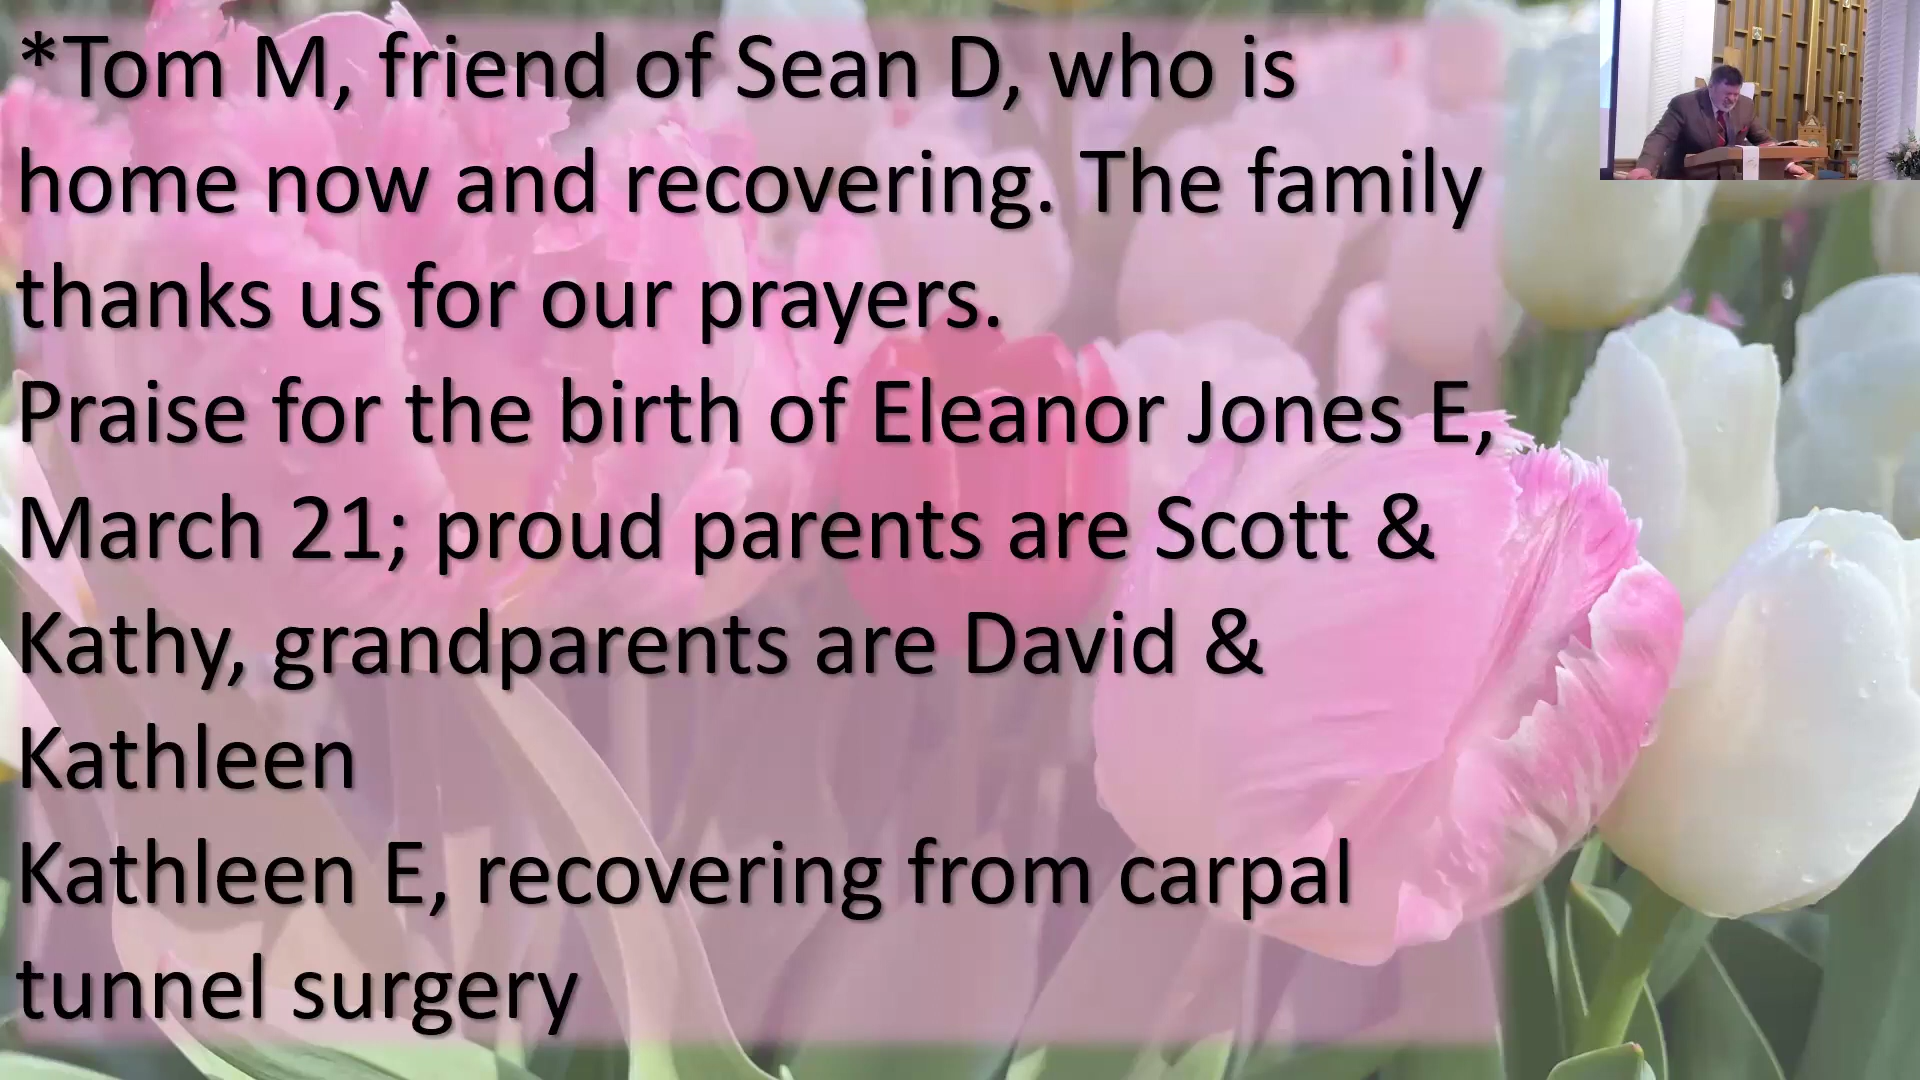 *Tom M, friend of Sean D, who is
home now and recovering. The family
thanks us for our prayers.
Praise for the birth of Eleanor Jones E,
March 21; proud parents are Scott &
Kathy, grandparents are David &
Kathleen
Kathleen E, recovering from carpal
tunnel surgery